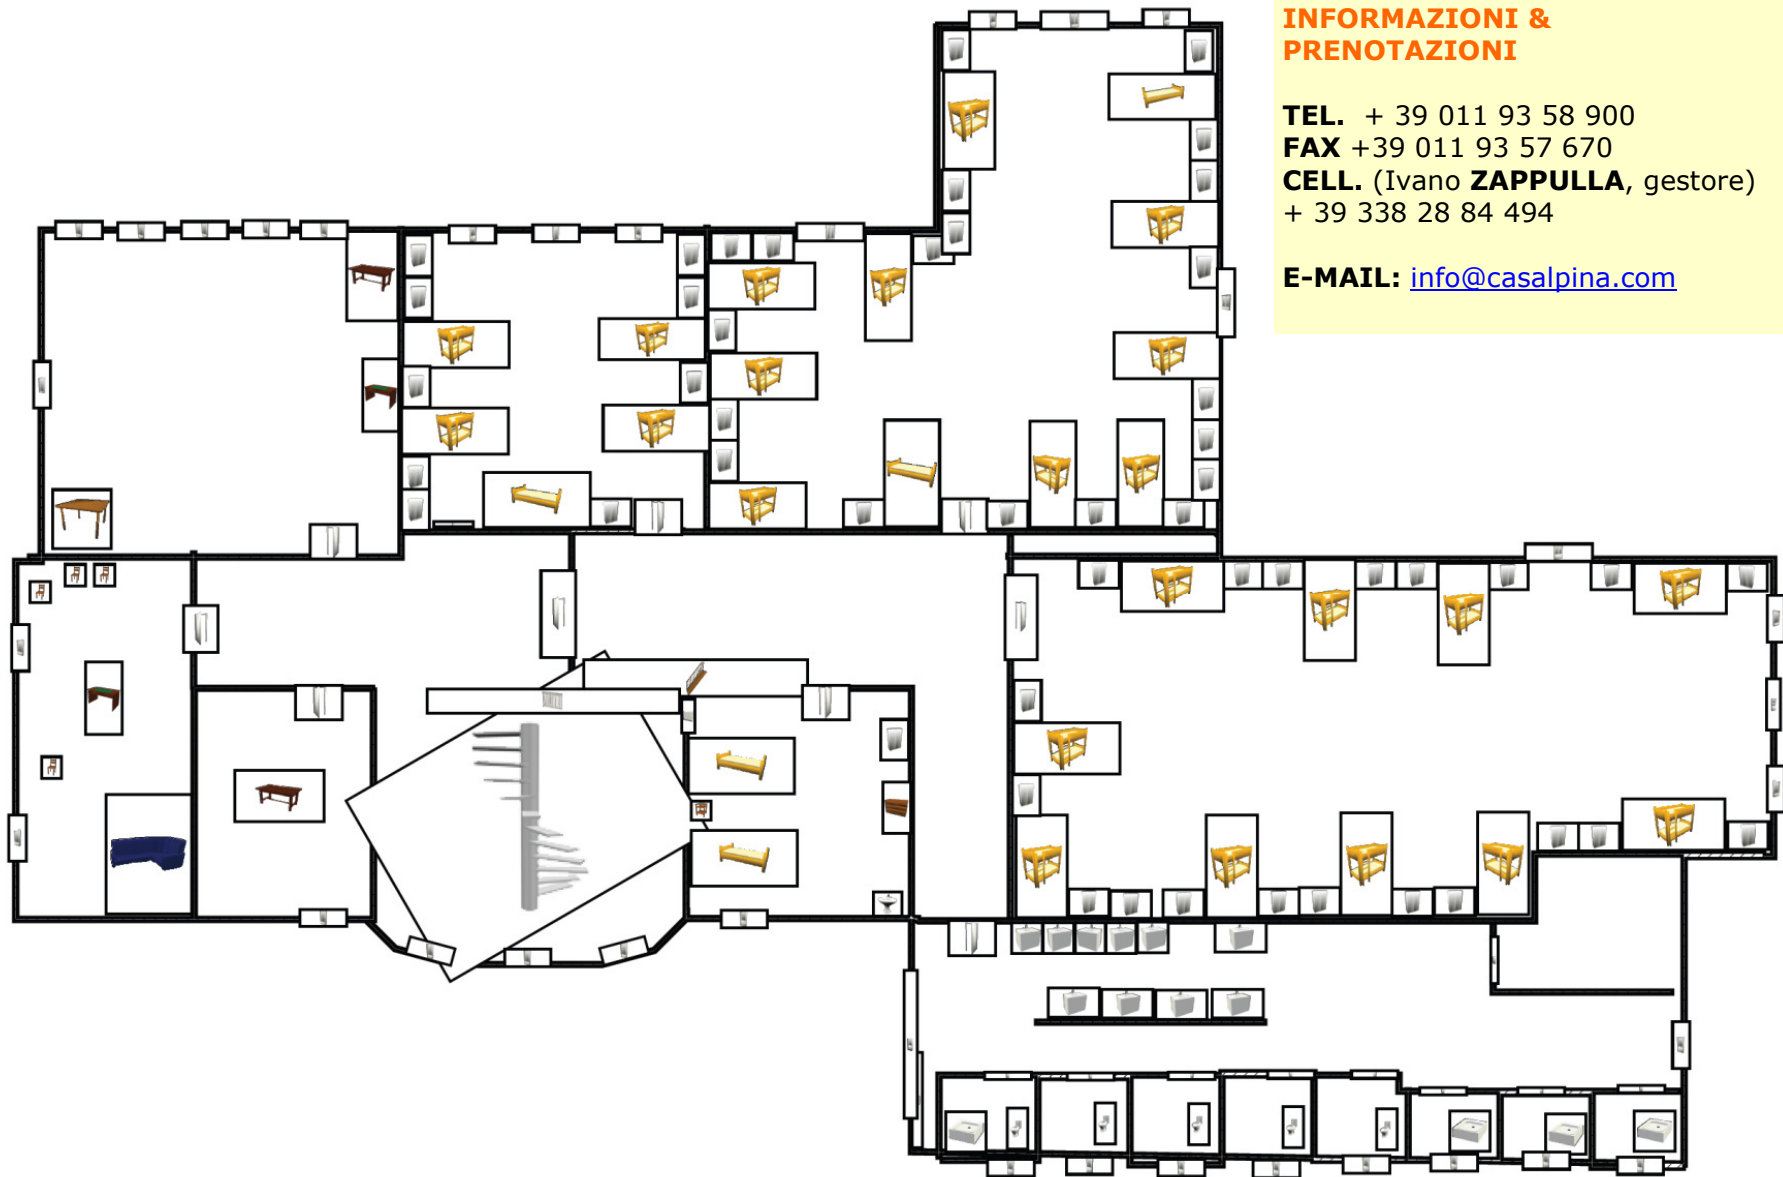 INFORMAZIONI &
PRENOTAZIONI
TEL. + 39 011 93 58 900
FAX +39 011 93 57 670
CELL. (Ivano ZAPPULLA, gestore)
+ 39 338 28 84 494
E-MAIL: info@casalpina.com